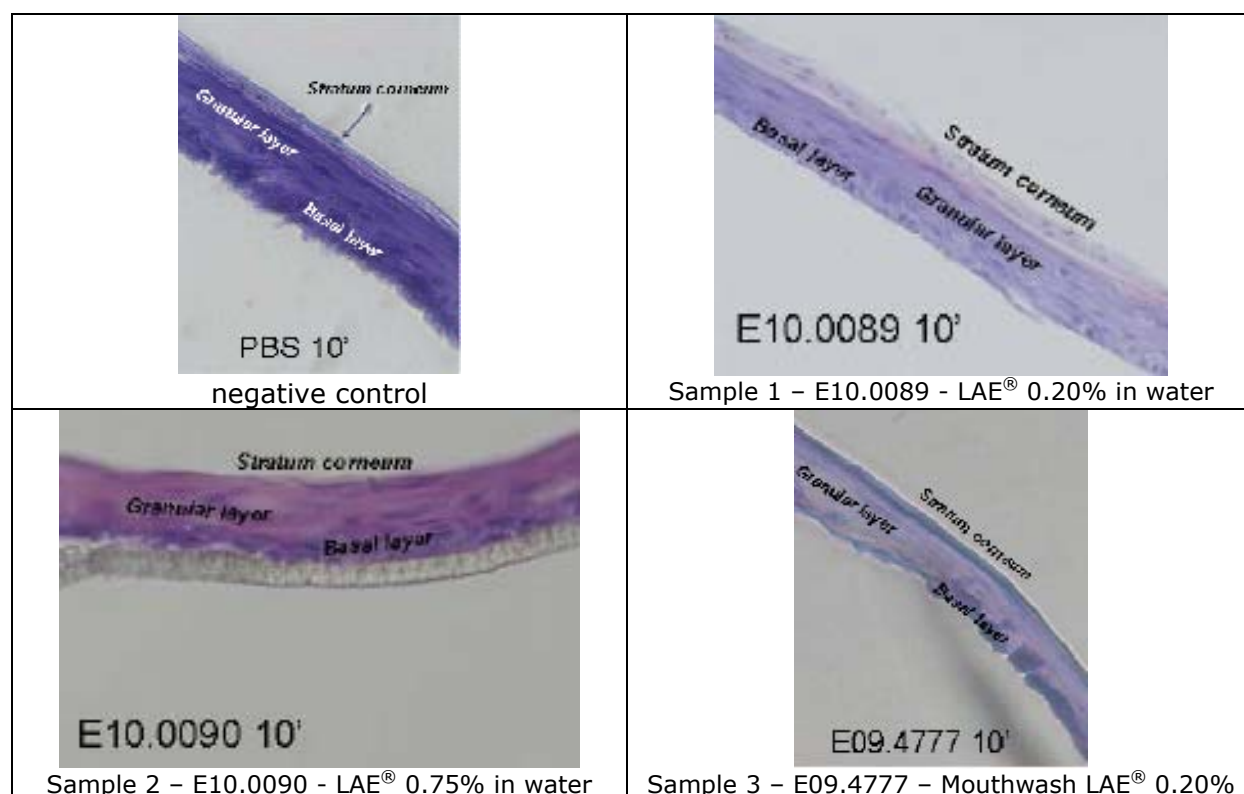 Stratum corneum
Granular layer
Basal layer
PBS 10'
negative control
Stratum corneum
Basal layer
Granular layer
E10.0089 10'
Sample 1 – E10.0089 - LAE® 0.20% in water
Stratum corneum
Granular layer
Basal layer
E10.0090 10'
Sample 2 – E10.0090 - LAE® 0.75% in water
Stratum corneum
Granular layer
Basal layer
E09.4777 10'
Sample 3 – E09.4777 – Mouthwash LAE® 0.20%